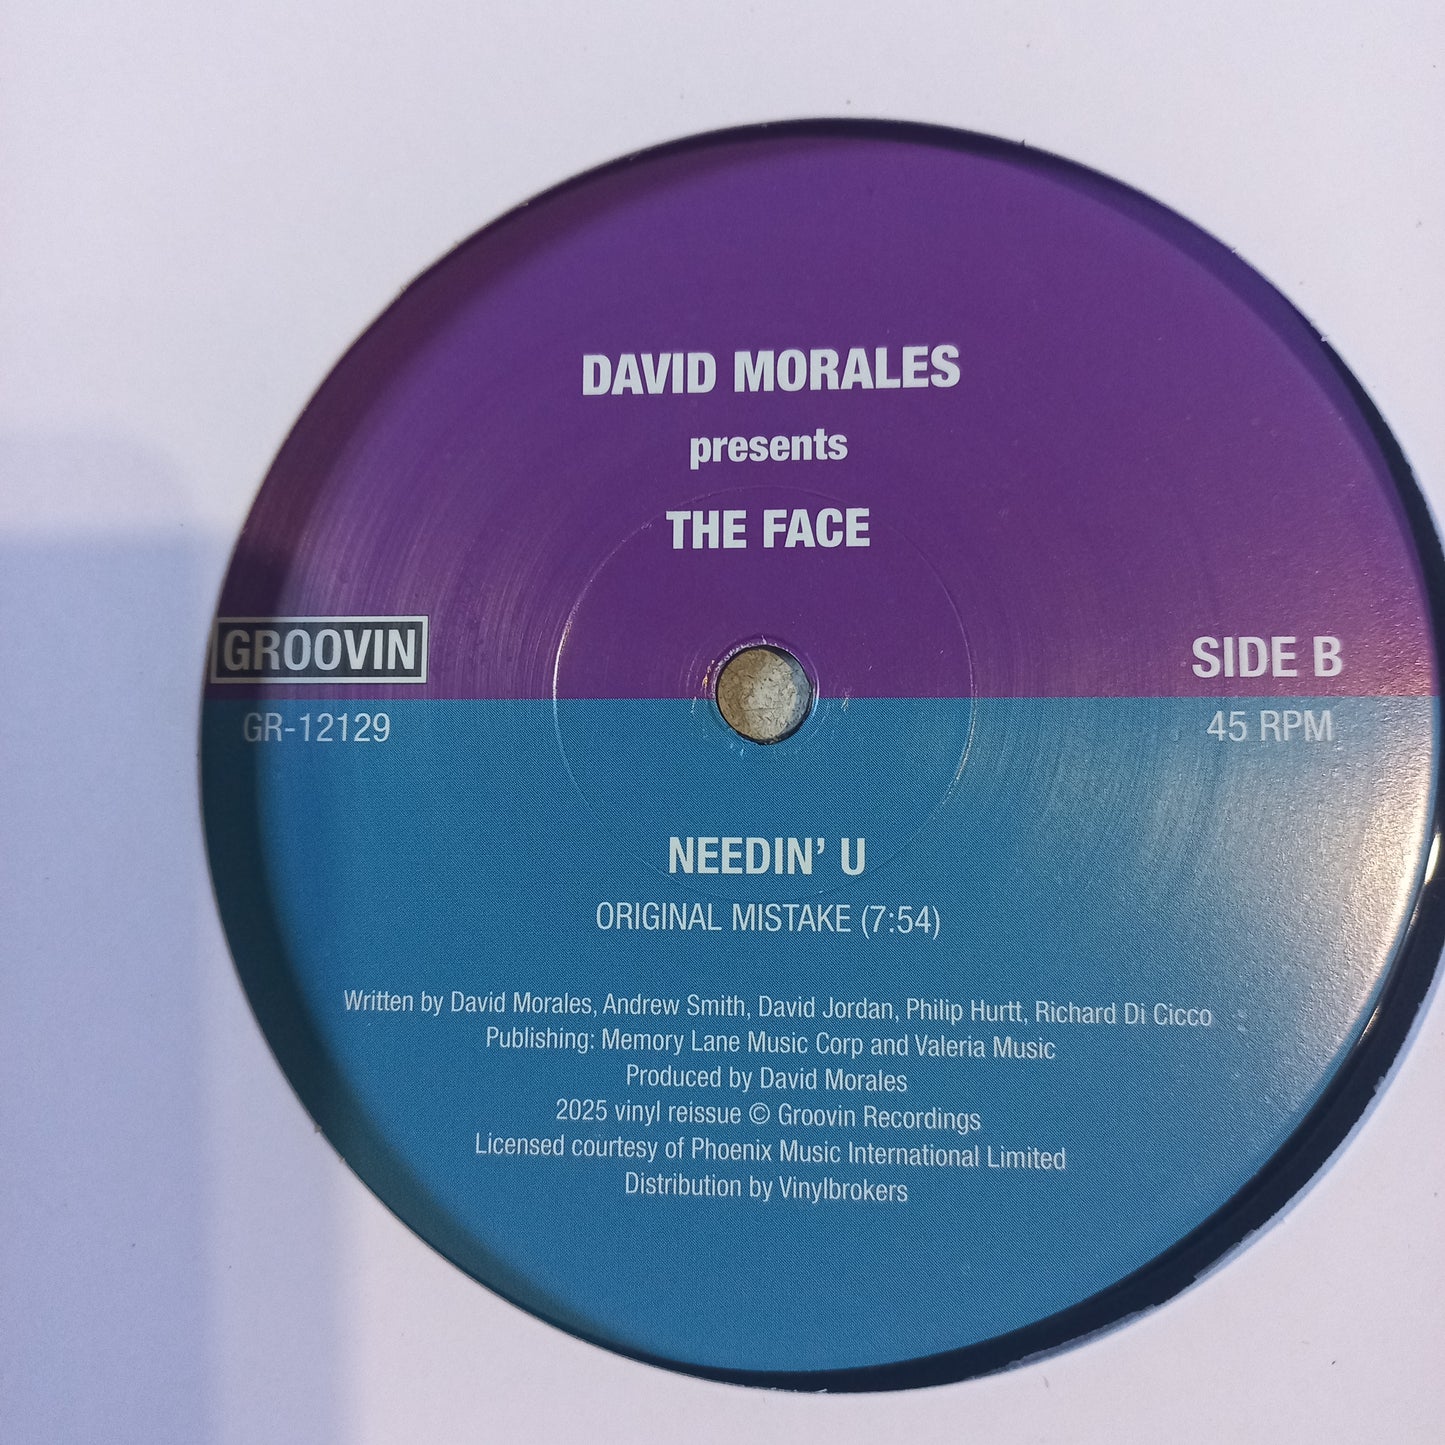 DAVID MORALES
presents
THE FACE
GROOVIN
SIDE B
GR-12129
45 RPM
NEEDIN’ U
ORIGINAL MISTAKE (7:54)
Written by David Morales, Andrew Smith, David Jordan, Philip Hurtt, Richard Di Cicco
Publishing: Memory Lane Music Corp and Valeria Music
Produced by David Morales
2025 vinyl reissue © Groovin Recordings
Licensed courtesy of Phoenix Music International Limited
Distribution by Vinylbrokers